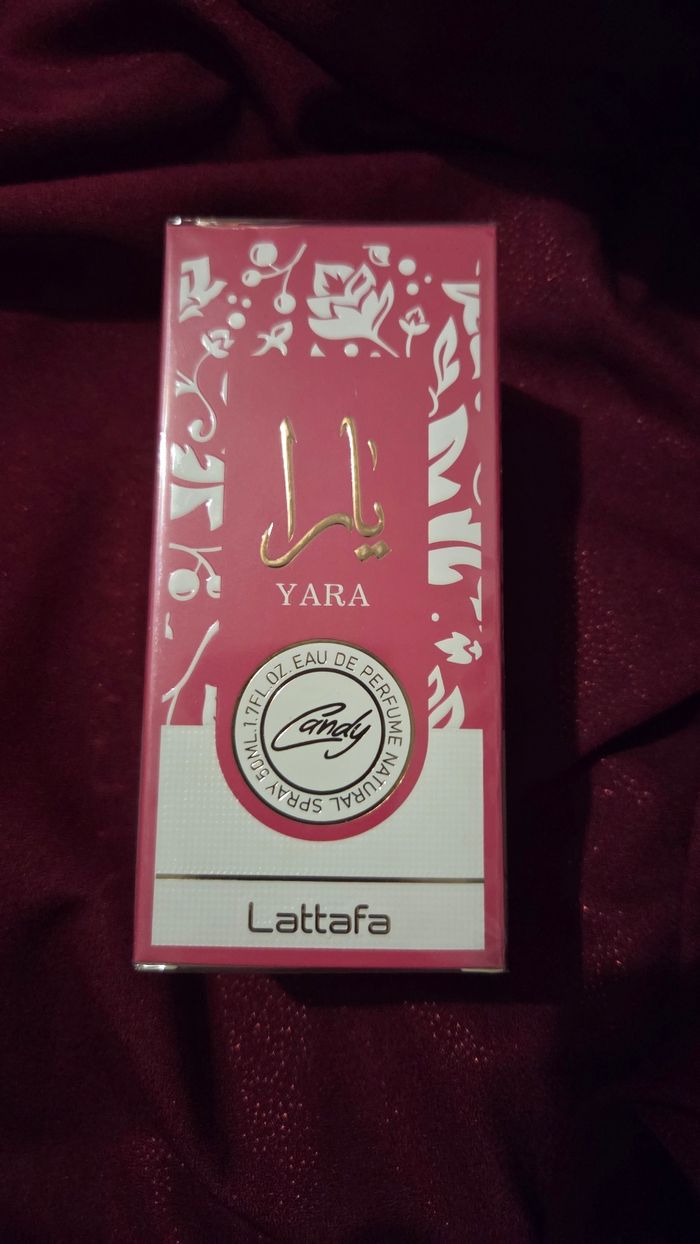 يارا
YARA
50ML.1.7FL.OZ.EAU DE PERFUME NATURAL SPRAY
Candy
Lattafa